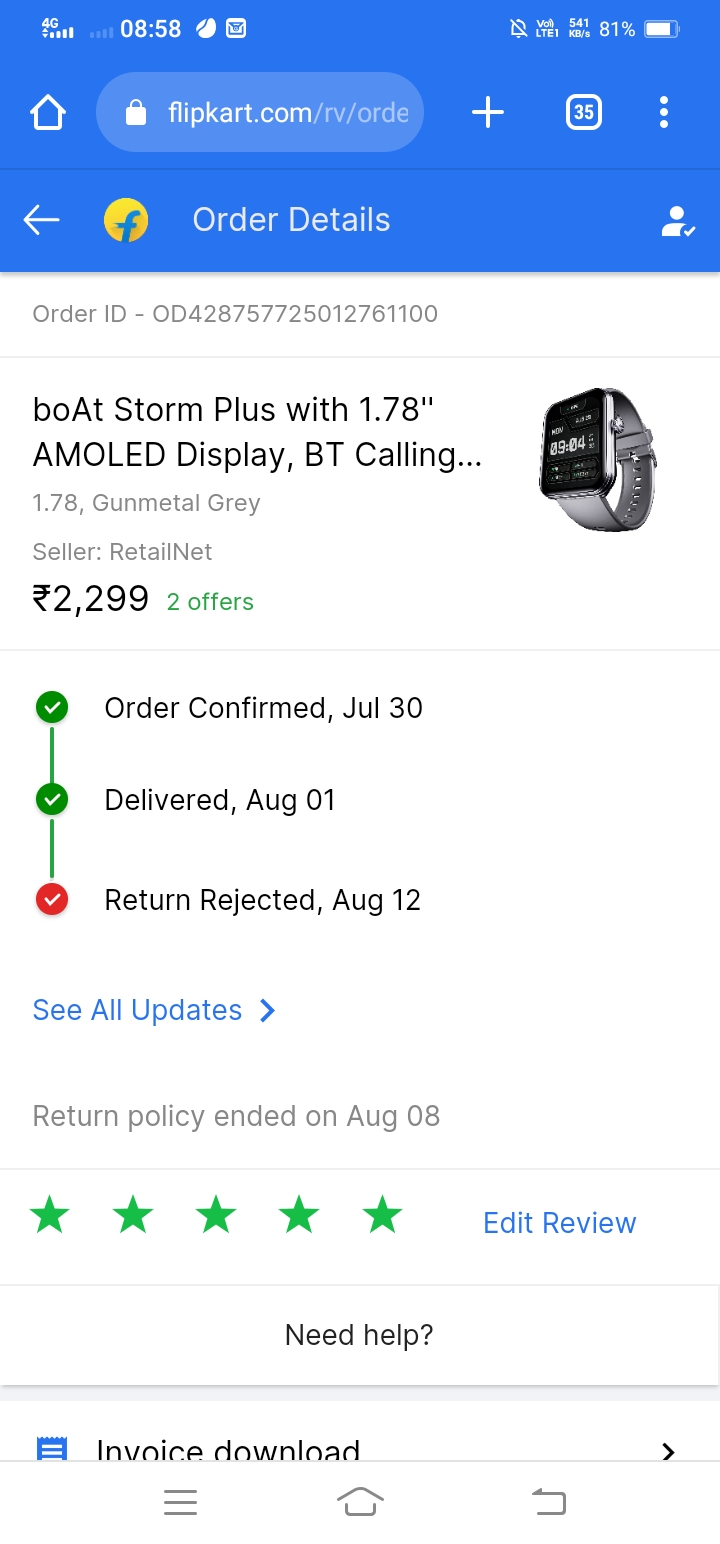 4G 08:58 Vo) LTE1 541 KB/s 81%
flipkart.com/rv/orde 35
Order Details
Order ID - OD428757725012761100
boAt Storm Plus with 1.78"
AMOLED Display, BT Calling...
1.78, Gunmetal Grey
Seller: RetailNet
₹2,299 2 offers
09:04
Order Confirmed, Jul 30
Delivered, Aug 01
Return Rejected, Aug 12
See All Updates
Return policy ended on Aug 08
Edit Review
Need help?
Invoice download